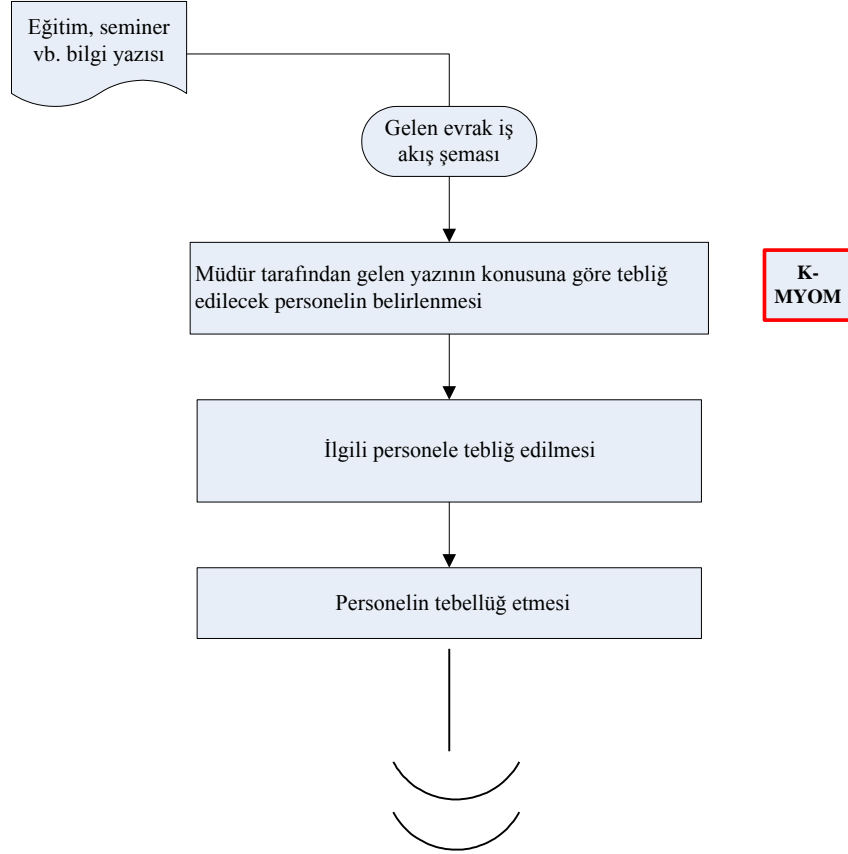 Eğitim, seminer
vb. bilgi yazısı
Gelen evrak iş
akış şeması
Müdür tarafından gelen yazının konusuna göre tebliğ
edilecek personelin belirlenmesi
K-
MYOM
İlgili personele tebliğ edilmesi
Personelin tebellüğ etmesi